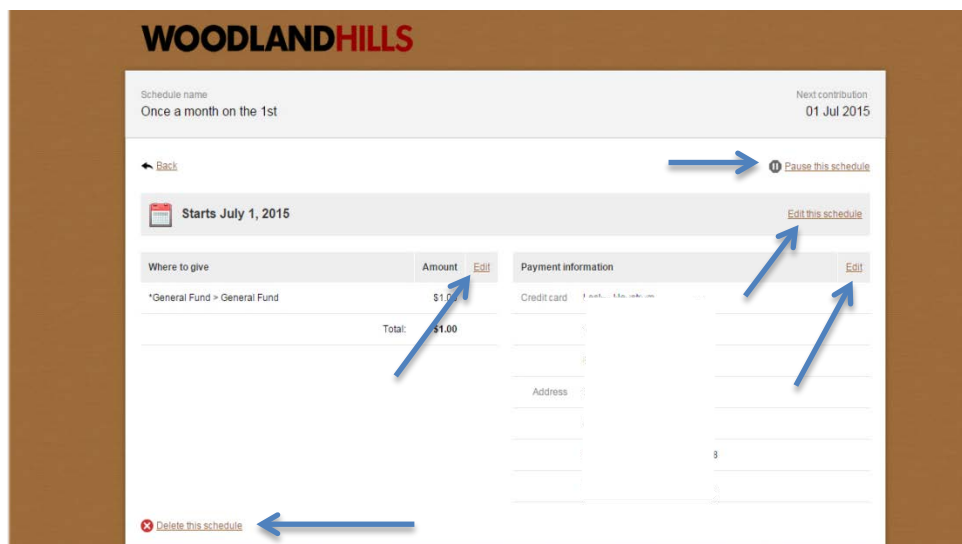 WOODLANDHILLS
Schedule name
Next contribution
Once a month on the 1st
01 Jul 2015
Back
Pause this schedule
Starts July 1, 2015
Edit this schedule
Where to give Amount Edit
Payment information Edit
*General Fund > General Fund
Credit card
Total: $1.00
Address
8
Delete this schedule